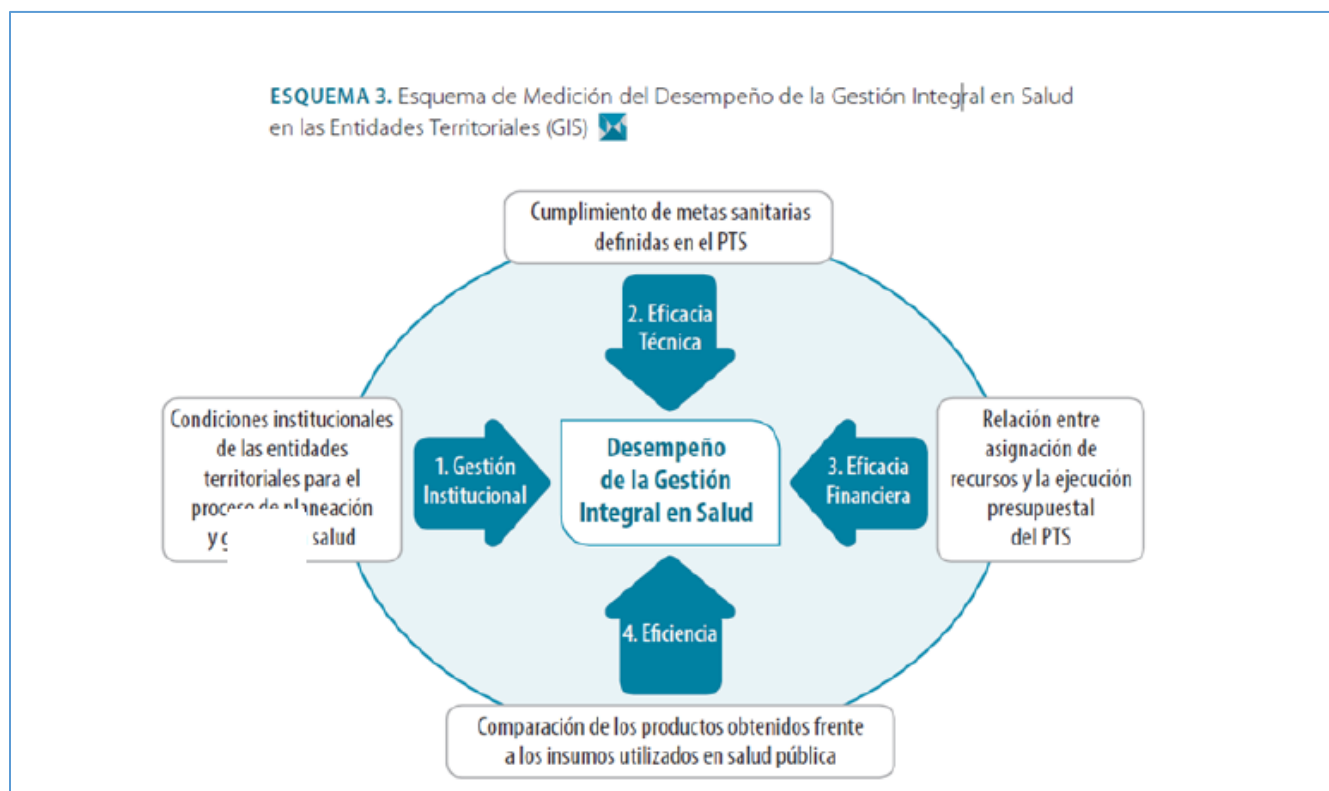 ESQUEMA 3. Esquema de Medición del Desempeño de la Gestión Integral en Salud
en las Entidades Territoriales (GIS)
Cumplimiento de metas sanitarias
definidas en el PTS
2. Eficacia
Técnica
Condiciones institucionales
de las entidades
territoriales para el
proceso de planeación
y salud
1. Gestión
Institucional
Desempeño
de la Gestión
Integral en Salud
3. Eficacia
Financiera
Relación entre
asignación de
recursos y la ejecución
presupuestal
del PTS
4. Eficiencia
Comparación de los productos obtenidos frente
a los insumos utilizados en salud pública